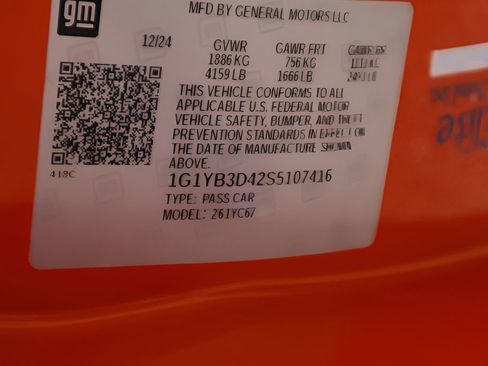 gm
MFD BY GENERAL MOTORS LLC
12/24 GVWR GAWR FRT GAWR RR
1886 KG 756 KG
4159 LB 1666 LB
THIS VEHICLE CONFORMS TO ALL
APPLICABLE U.S. FEDERAL MOTOR
VEHICLE SAFETY, BUMPER, AND THEFT
PREVENTION STANDARDS IN EFFECT ON
THE DATE OF MANUFACTURE SHOWN
ABOVE.
418C
1G1YB3D42S5107416
TYPE: PASS CAR
MODEL: 261YC67